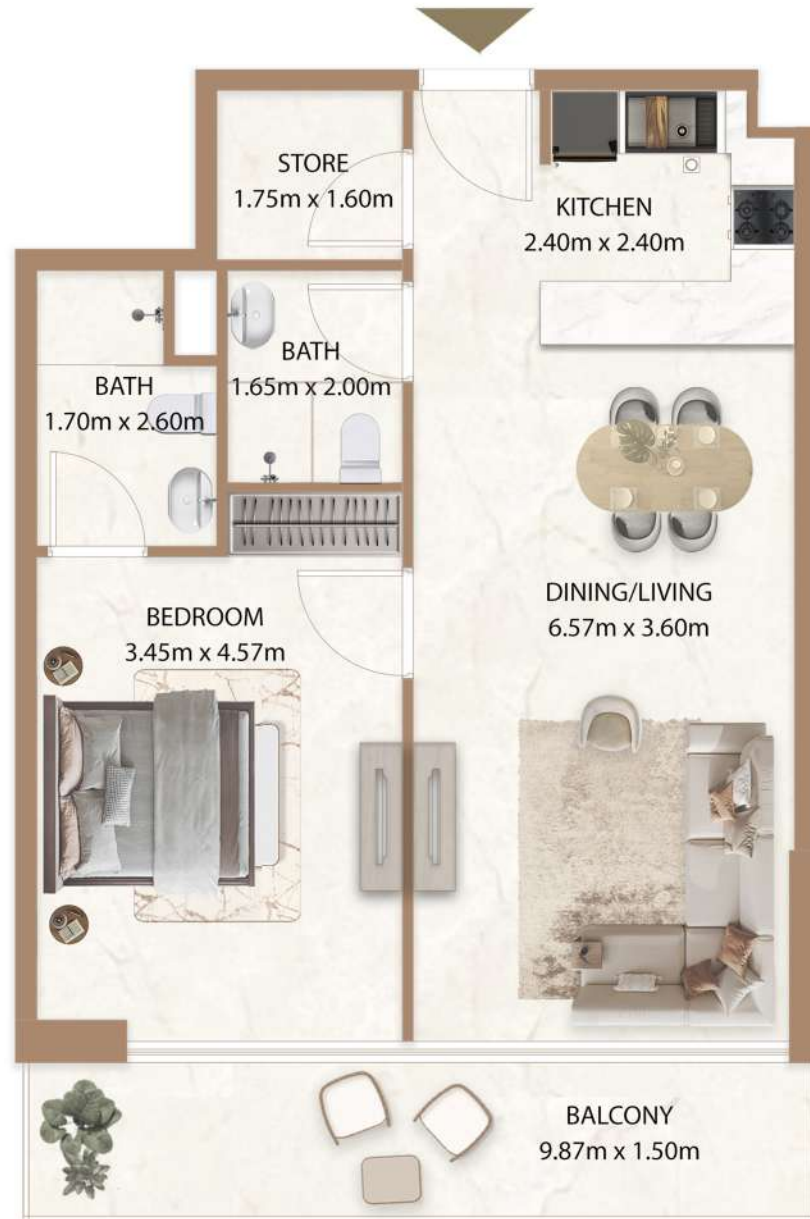 STORE
1.75m x 1.60m
KITCHEN
2.40m x 2.40m
BATH
1.65m x 2.00m
BATH
1.70m x 2.60m
DINING/LIVING
6.57m x 3.60m
BEDROOM
3.45m x 4.57m
BALCONY
9.87m x 1.50m